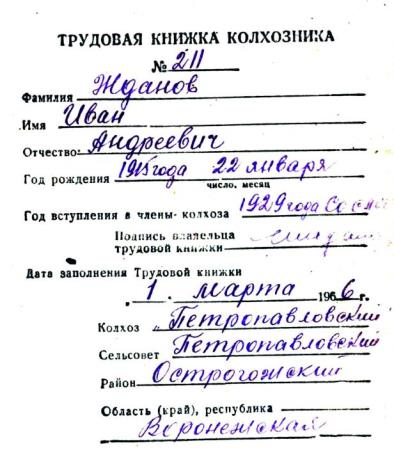 ТРУДОВАЯ КНИЖКА КОЛХОЗНИКА
№ 211
Фамилия Жданов
Имя Иван
Отчество: Андреевич
Год рождения 1915 года 22 января
число, месяц
Год вступления в члены колхоза 1929 года Со
Подпись владельца
трудовой книжки
Дата заполнения Трудовой книжки
1 марта 1966 г.
Колхоз „Петропавловский
Сельсовет Петропавловский
Район Острогожский
Область (край), республика
Воронежская